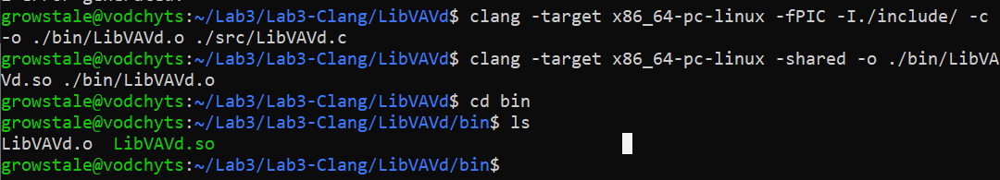 growstale@vodchyts:~/Lab3/Lab3-Clang/LibVAVd$ clang -target x86_64-pc-linux -fPIC -I./include/ -c
-o ./bin/LibVAVd.o ./src/LibVAVd.c
growstale@vodchyts:~/Lab3/Lab3-Clang/LibVAVd$ clang -target x86_64-pc-linux -shared -o ./bin/LibVA
Vd.so ./bin/LibVAVd.o
growstale@vodchyts:~/Lab3/Lab3-Clang/LibVAVd$ cd bin
growstale@vodchyts:~/Lab3/Lab3-Clang/LibVAVd/bin$ ls
LibVAVd.o  LibVAVd.so
growstale@vodchyts:~/Lab3/Lab3-Clang/LibVAVd/bin$